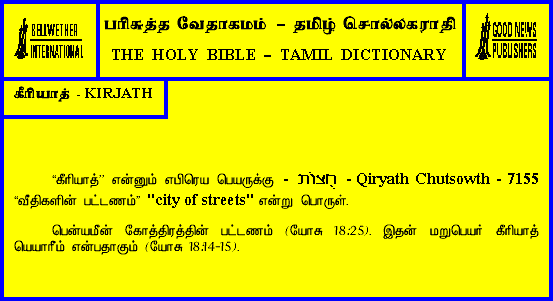 BELLWETHER
INTERNATIONAL
பரிசுத்த வேதாகமம் – தமிழ் சொல்லகராதி
THE HOLY BIBLE – TAMIL DICTIONARY
GOOD NEWS
PUBLISHERS
கீரியாத் - KIRJATH
“கீரியாத்” என்னும் எபிரெய பெயருக்கு - - Qiryath Chutsowth - 7155
“வீதிகளின் பட்டணம்” "city of streets" என்று பொருள்.
பென்யமீன் கோத்திரத்தின் பட்டணம் (யோசு 18:25). இதன் மறுபெயர் கீரியாத்
யெயாரீம் என்பதாகும் (யோசு 18:14-15).